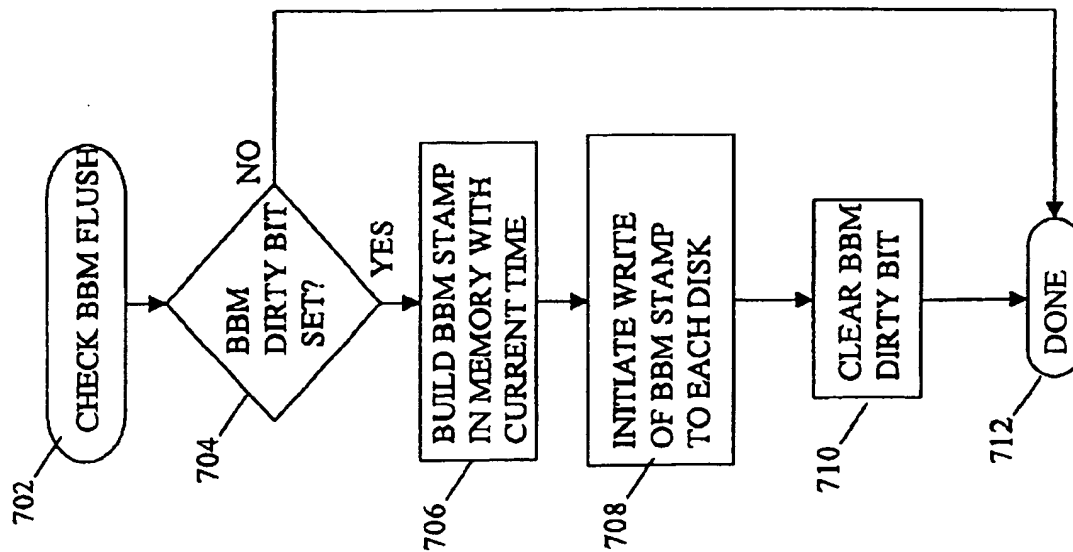 702
CHECK BBM FLUSH
704
BBM
DIRTY BIT
SET?
NO
YES
706
BUILD BBM STAMP
IN MEMORY WITH
CURRENT TIME
708
INITIATE WRITE
OF BBM STAMP
TO EACH DISK
710
CLEAR BBM
DIRTY BIT
712
DONE